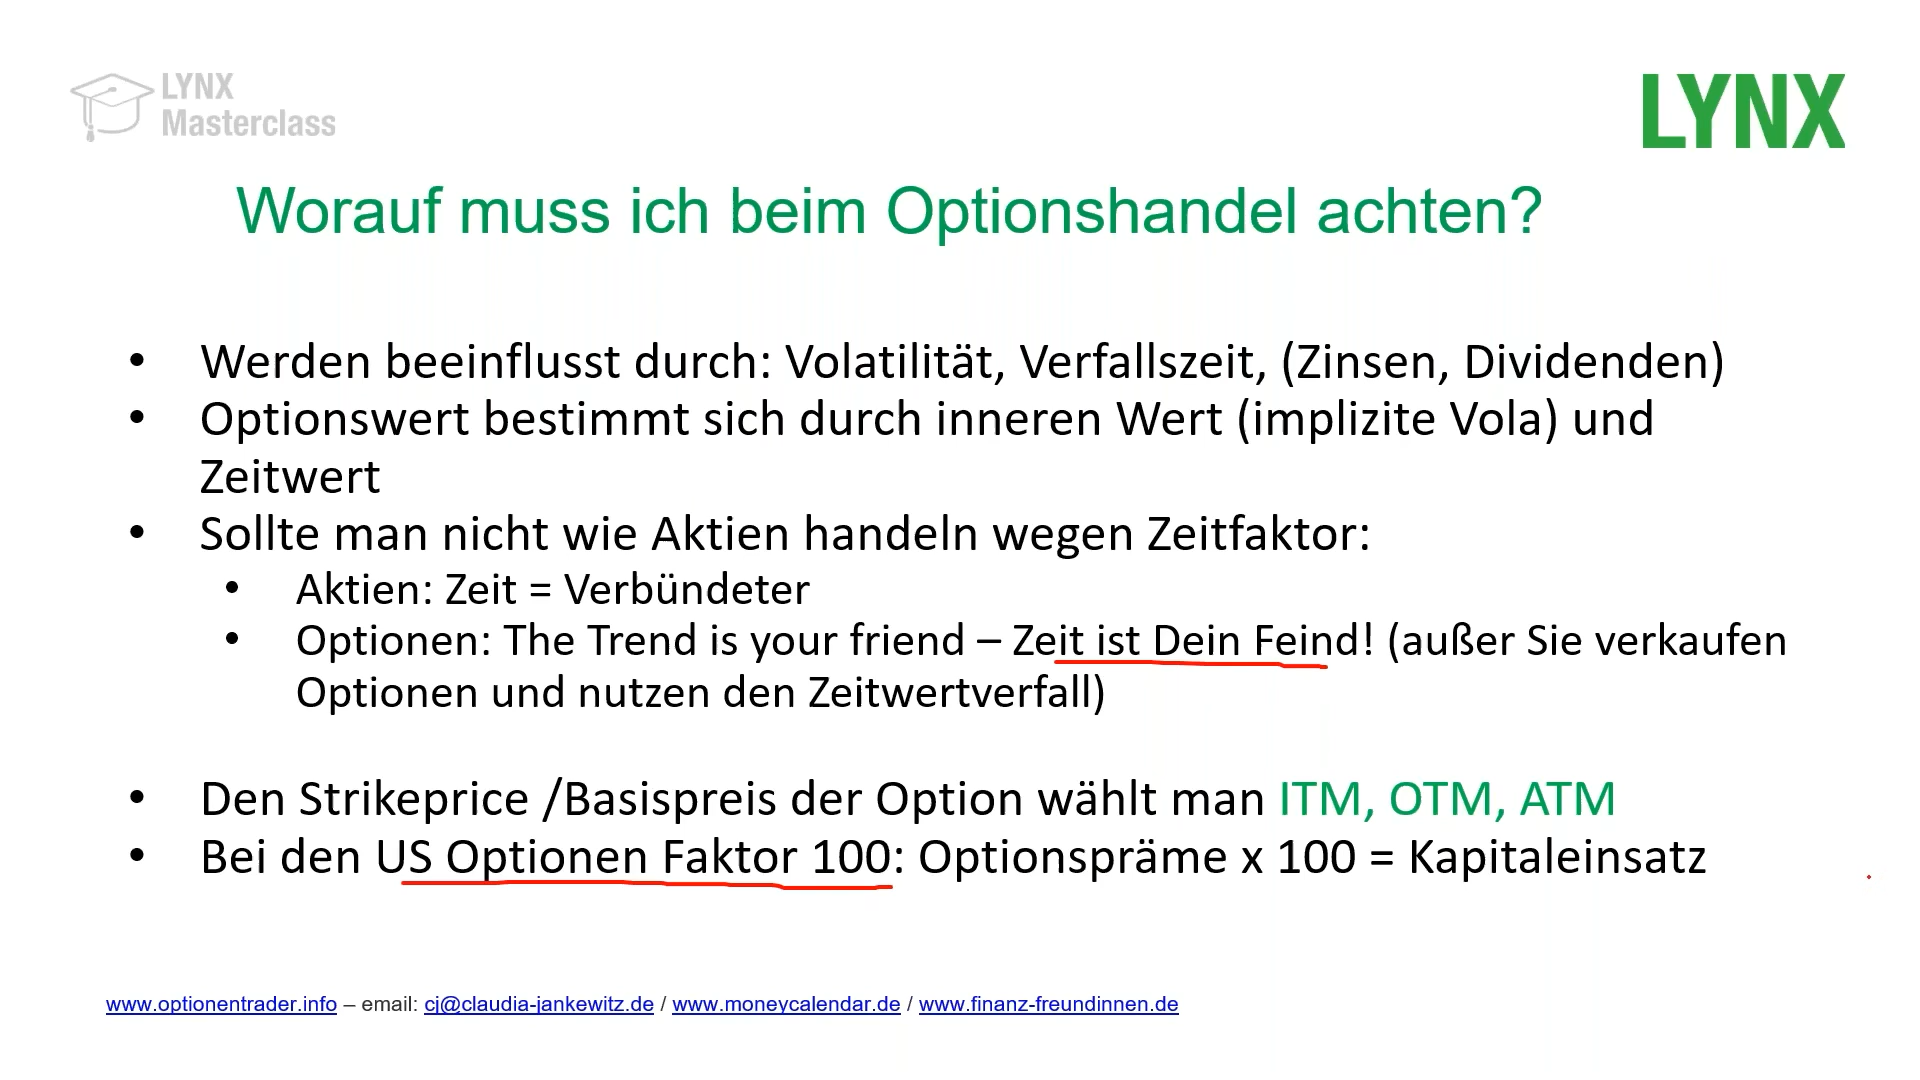 LYNX
Masterclass
LYNX
Worauf muss ich beim Optionshandel achten?
• Werden beeinflusst durch: Volatilität, Verfallszeit, (Zinsen, Dividenden)
• Optionswert bestimmt sich durch inneren Wert (implizite Vola) und
Zeitwert
• Sollte man nicht wie Aktien handeln wegen Zeitfaktor:
• Aktien: Zeit = Verbündeter
• Optionen: The Trend is your friend – Zeit ist Dein Feind! (außer Sie verkaufen
Optionen und nutzen den Zeitwertverfall)
• Den Strikeprice /Basispreis der Option wählt man ITM, OTM, ATM
• Bei den US Optionen Faktor 100: Optionspräme x 100 = Kapitaleinsatz
www.optionentrader.info – email: cj@claudia-jankewitz.de / www.moneycalendar.de / www.finanz-freundinnen.de